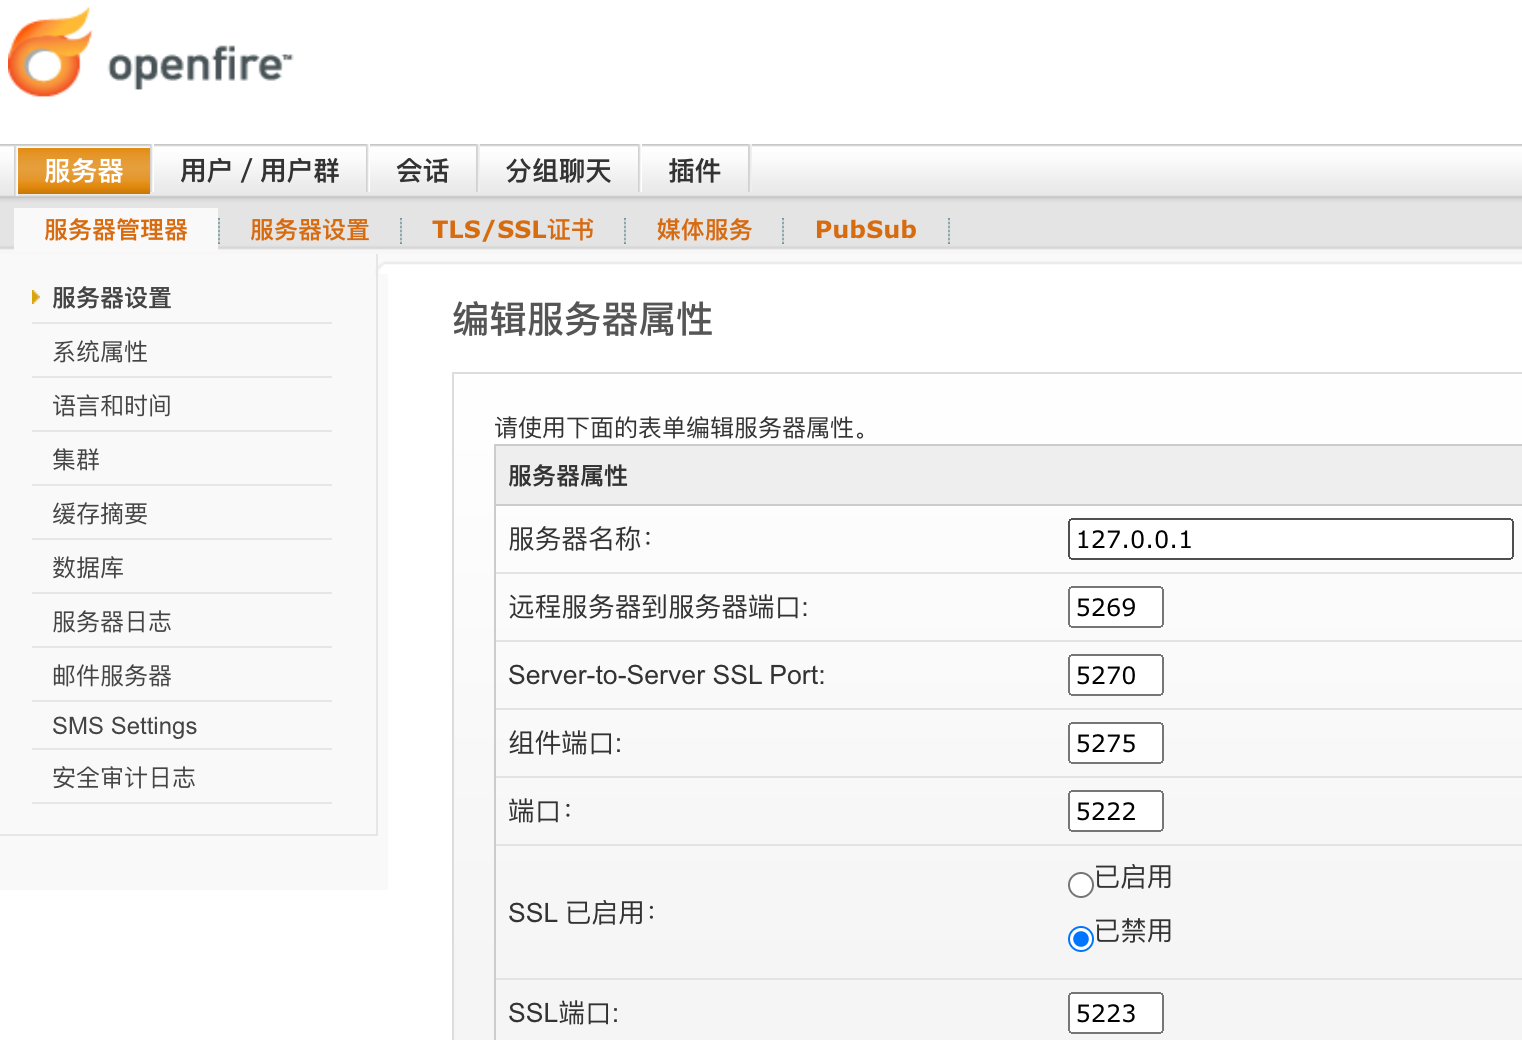 openfire™
服务器
用户 / 用户群
会话
分组聊天
插件
服务器管理器
服务器设置
TLS/SSL证书
媒体服务
PubSub
服务器设置
系统属性
语言和时间
集群
缓存摘要
数据库
服务器日志
邮件服务器
SMS Settings
安全审计日志
编辑服务器属性
请使用下面的表单编辑服务器属性。
服务器属性
服务器名称： 127.0.0.1
远程服务器到服务器端口: 5269
Server-to-Server SSL Port: 5270
组件端口: 5275
端口： 5222
SSL 已启用：
已启用
已禁用
SSL端口: 5223